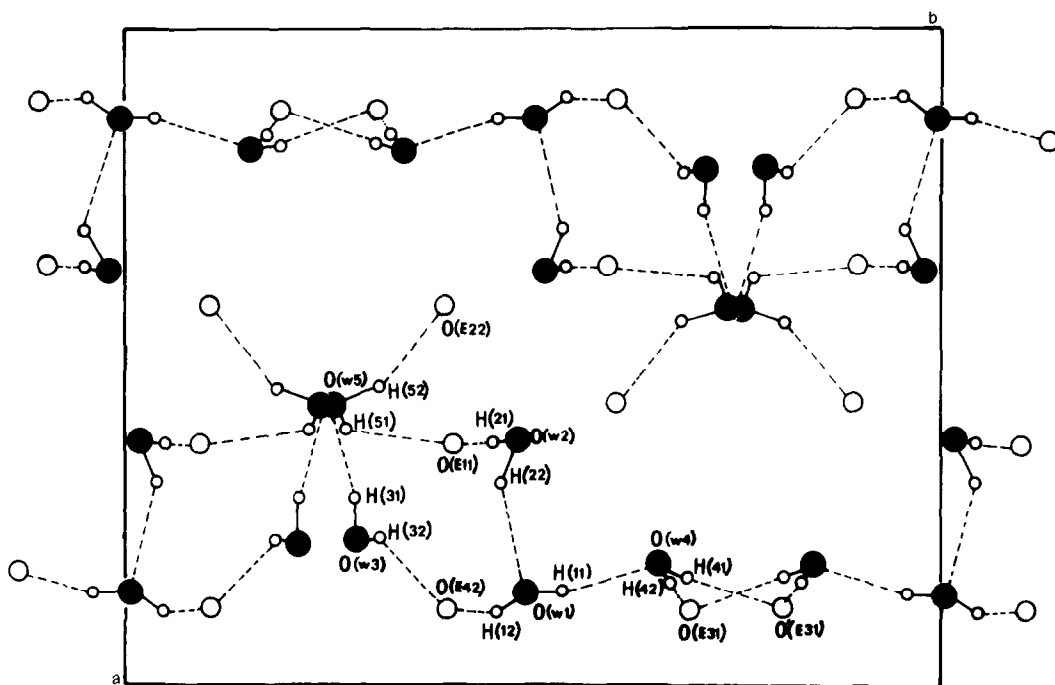 b
O(E22)
O(w5)
H(52)
H(51)
H(21)
O(w2)
O(E11)
H(22)
H(31)
H(32)
O(w3)
O(w4)
H(11)
H(41)
H(42)
O(E42)
O(w1)
H(12)
O(E31)
O(E31)
a